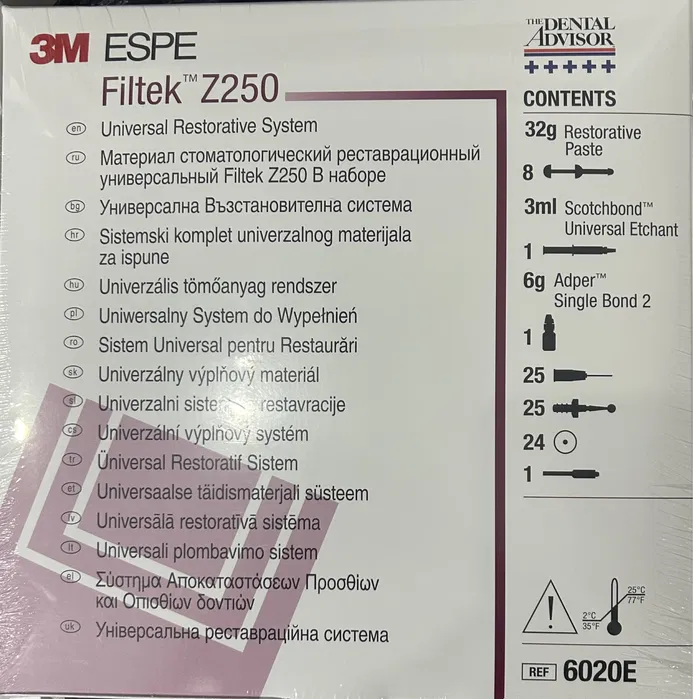 3M ESPE
Filtek™ Z250
en Universal Restorative System
ru Материал стоматологический реставрационный
универсальный Filtek Z250 В наборе
bg Универсална Възстановителна система
hr Sistemski komplet univerzalnog materijala
za ispune
hu Univerzális tömőanyag rendszer
pl Uniwersalny System do Wypełnień
ro Sistem Universal pentru Restaurări
sk Univerzálny výplňový materiál
sl Univerzalni restavracije
cs Univerzální výplňový systém
tr Üniversal Restoratif Sistem
et Universaalse täidismaterjali süsteem
lv Universālā restoratīvā sistēma
lt Universali plombavimo sistem
el Σύστημα Αποκαταστάσεων Προσθίων
και Οπισθίων δοντιών
uk Універсальна реставраційна система
THE DENTAL
ADVISOR
+++++
CONTENTS
32g Restorative
Paste
8
3ml Scotchbond™
Universal Etchant
1
6g Adper™
Single Bond 2
1
25
25
24
1
25°C
77°F
2°C
35°F
REF 6020E